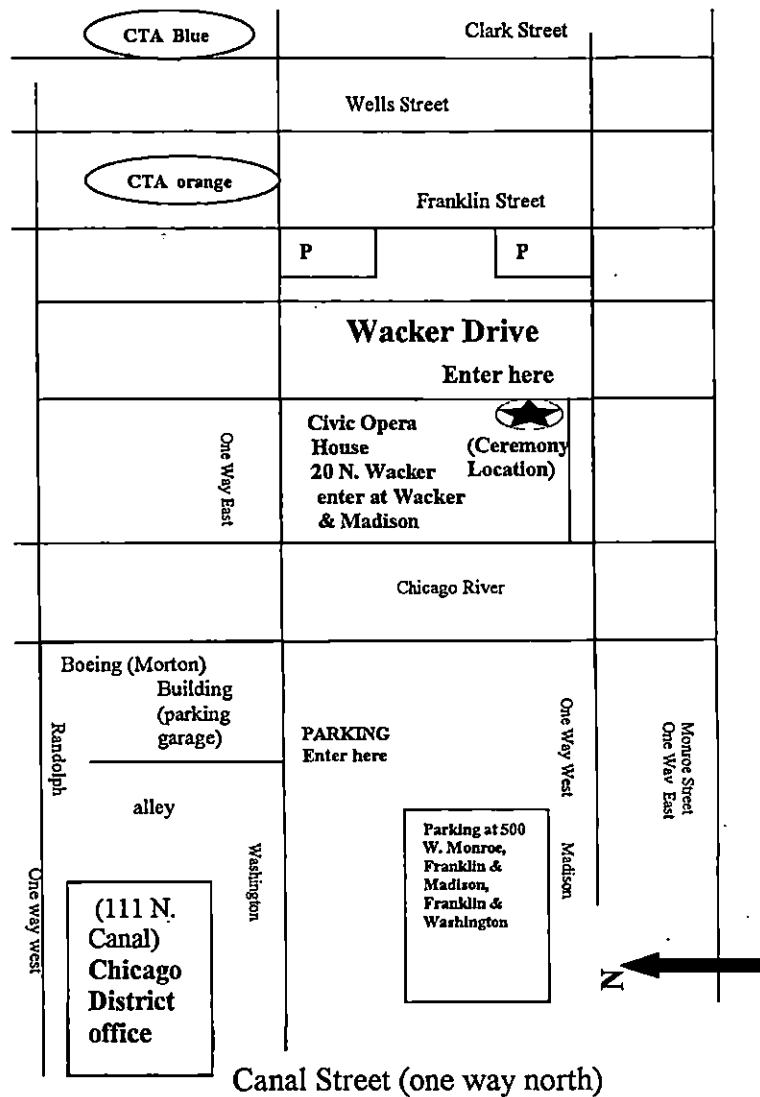 CTA Blue
Clark Street
Wells Street
CTA orange
Franklin Street
P
P
Wacker Drive
Enter here
Civic Opera
House
20 N. Wacker
enter at Wacker
& Madison
(Ceremony
Location)
One Way East
Chicago River
Boeing (Morton)
Building
(parking
garage)
Randolph
PARKING
Enter here
One Way West
Monroe Street
One Way East
alley
Washington
Parking at 500
W. Monroe,
Franklin &
Madison,
Franklin &
Washington
Madison
One way west
(111 N.
Canal)
Chicago
District
office
N
Canal Street (one way north)